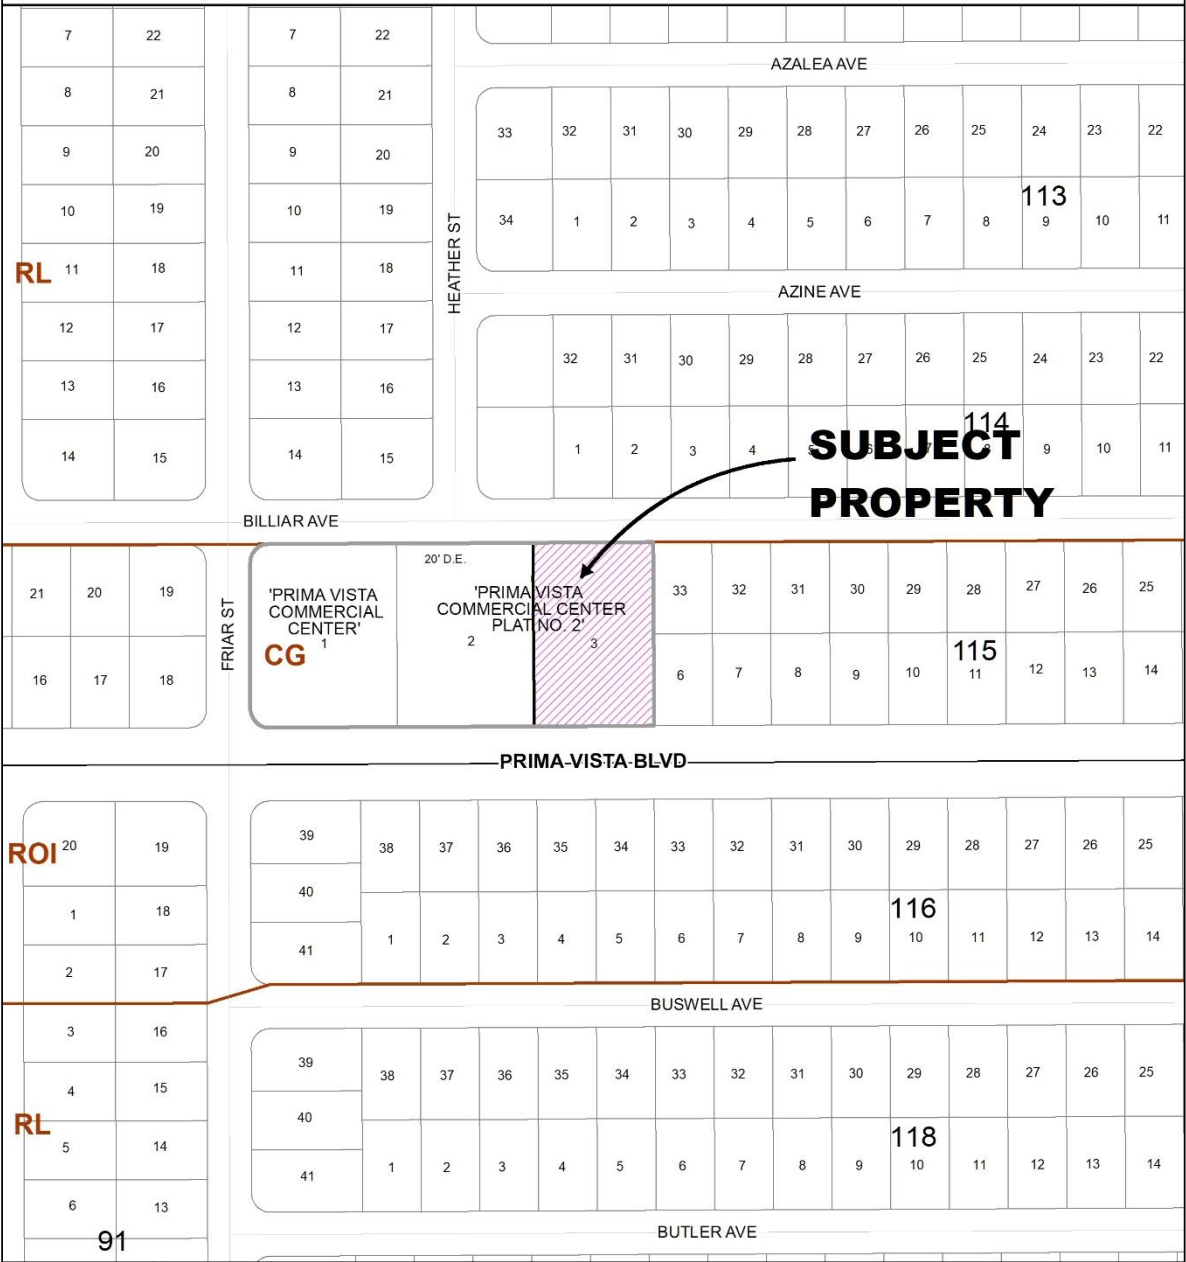 7 22 7 22
AZALEA AVE
8 21 8 21
33 32 31 30 29 28 27 26 25 24 23 22
9 20 9 20
113
10 19 10 19
34 1 2 3 4 5 6 7 8 9 10 11
HEATHER ST
RL 11 18 11 18
AZINE AVE
12 17 12 17
32 31 30 29 28 27 26 25 24 23 22
13 16 13 16
114
SUBJECT
14 15 14 15
1 2 3 4 5 6 7 8 9 10 11
PROPERTY
BILLIAR AVE
20' D.E.
21 20 19
'PRIMA VISTA
COMMERCIAL
CENTER'
1
CG
'PRIMA VISTA
COMMERCIAL CENTER
PLAT NO. 2'
2 3
33 32 31 30 29 28 27 26 25
FRIAR ST
115
16 17 18
6 7 8 9 10 11 12 13 14
PRIMA VISTA BLVD
ROI 20 19
39
38 37 36 35 34 33 32 31 30 29 28 27 26 25
40
1 18
116
41
1 2 3 4 5 6 7 8 9 10 11 12 13 14
2 17
BUSWELL AVE
3 16
39
38 37 36 35 34 33 32 31 30 29 28 27 26 25
4 15
40
RL
118
5 14
41
1 2 3 4 5 6 7 8 9 10 11 12 13 14
6 13
91
BUTLER AVE